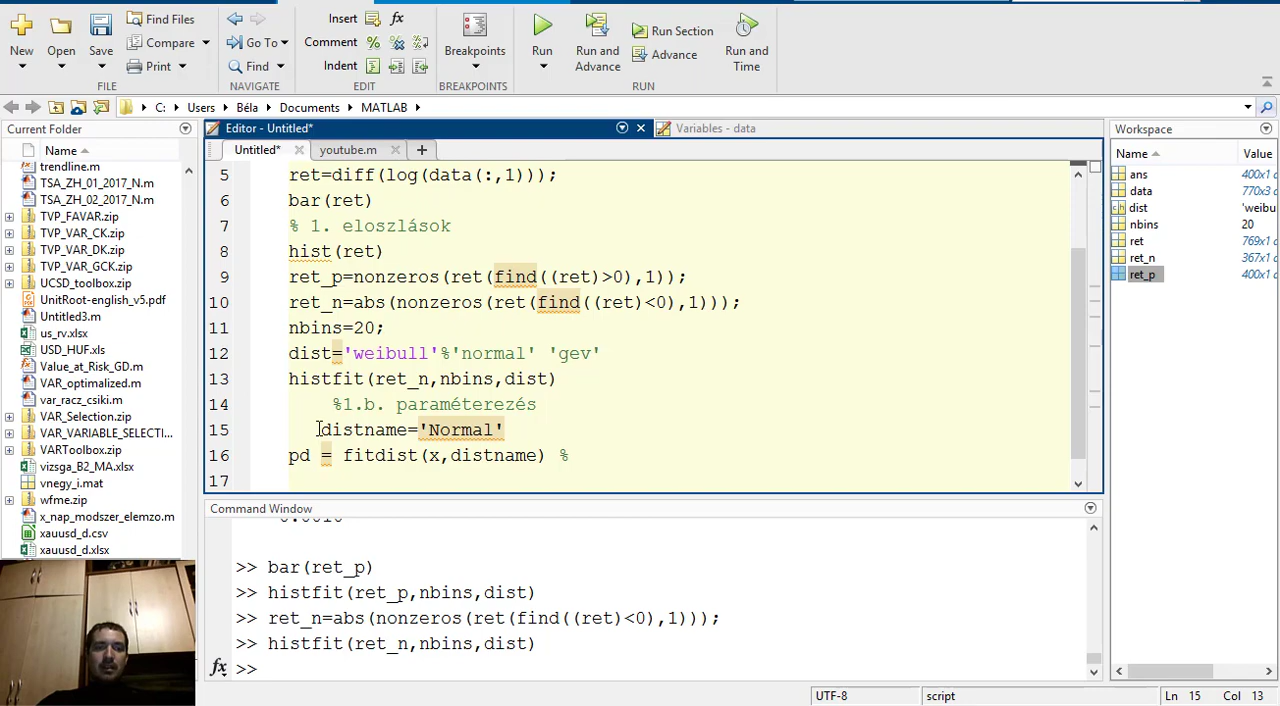 New
Open
Save
Find Files
Compare
Print
FILE
Go To
Find
NAVIGATE
Insert
fx
Comment
%
Indent
EDIT
Breakpoints
BREAKPOINTS
Run
Run and
Advance
Run Section
Advance
Run and
Time
RUN
C: ▸ Users ▸ Béla ▸ Documents ▸ MATLAB ▸
Current Folder
Name
trendline.m
TSA_ZH_01_2017_N.m
TSA_ZH_02_2017_N.m
TVP_FAVAR.zip
TVP_VAR_CK.zip
TVP_VAR_DK.zip
TVP_VAR_GCK.zip
UCSD_toolbox.zip
UnitRoot-english_v5.pdf
Untitled3.m
us_rv.xlsx
USD_HUF.xls
Value_at_Risk_GD.m
VAR_optimalized.m
var_racz_csiki.m
VAR_Selection.zip
VAR_VARIABLE_SELECTI...
VARToolbox.zip
vizsga_B2_MA.xlsx
vnegy_i.mat
wfme.zip
x_nap_modszer_elemzo.m
xauusd_d.csv
xauusd_d.xlsx
Editor - Untitled*
Variables - data
Untitled*
youtube.m
5 ret=diff(log(data(:,1)));
6 bar(ret)
7 % 1. eloszlások
8 hist(ret)
9 ret_p=nonzeros(ret(find((ret)>0),1));
10 ret_n=abs(nonzeros(ret(find((ret)<0),1)));
11 nbins=20;
12 dist='weibull'%'normal' 'gev'
13 histfit(ret_n,nbins,dist)
14 %1.b. paraméterezés
15 distname='Normal'
16 pd = fitdist(x,distname) %
17
Command Window
>> bar(ret_p)
>> histfit(ret_p,nbins,dist)
>> ret_n=abs(nonzeros(ret(find((ret)<0),1)));
>> histfit(ret_n,nbins,dist)
fx >>
Workspace
Name Value
ans 400x1 d
data 770x3 d
dist 'weibu
nbins 20
ret 769x1 d
ret_n 367x1 d
ret_p 400x1 d
UTF-8
script
Ln 15 Col 13